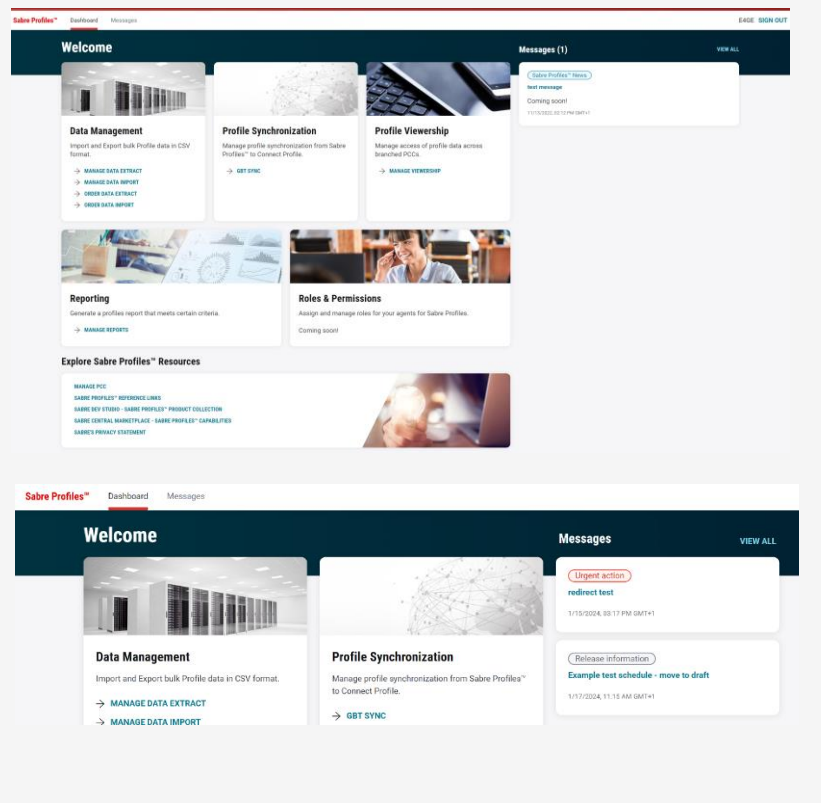 Sabre Profiles™ Dashboard Messages E4GE SIGN OUT
Welcome
Messages (1) VIEW ALL
Sabre Profiles™ News
test message
Coming soon!
Data Management
Import and Export bulk Profile data in CSV
format.
→ MANAGE DATA EXTRACT
→ MANAGE DATA IMPORT
→ ORDER DATA EXTRACT
→ ORDER DATA IMPORT
Profile Synchronization
Manage profile synchronization from Sabre
Profiles™ to Connect Profile.
→ GBT SYNC
Profile Viewership
Manage access of profile data across
branched PCCs.
→ MANAGE VIEWERSHIP
Reporting
Generate a profiles report that meets certain criteria.
→ MANAGE REPORTS
Roles & Permissions
Assign and manage roles for your agents for Sabre Profiles.
Coming soon!
Explore Sabre Profiles™ Resources
MANAGE PCC
SABRE PROFILES™ REFERENCE LINKS
SABRE DEV STUDIO - SABRE PROFILES™ PRODUCT COLLECTION
SABRE CENTRAL MARKETPLACE - SABRE PROFILES™ CAPABILITIES
SABRE'S PRIVACY STATEMENT
Sabre Profiles™ Dashboard Messages
Welcome
Messages VIEW ALL
Data Management
Import and Export bulk Profile data in CSV format.
→ MANAGE DATA EXTRACT
→ MANAGE DATA IMPORT
Profile Synchronization
Manage profile synchronization from Sabre Profiles™
to Connect Profile.
→ GBT SYNC
Urgent action
redirect test
1/15/2024, 03:17 PM GMT+1
Release information
Example test schedule - move to draft
1/17/2024, 11:15 AM GMT+1